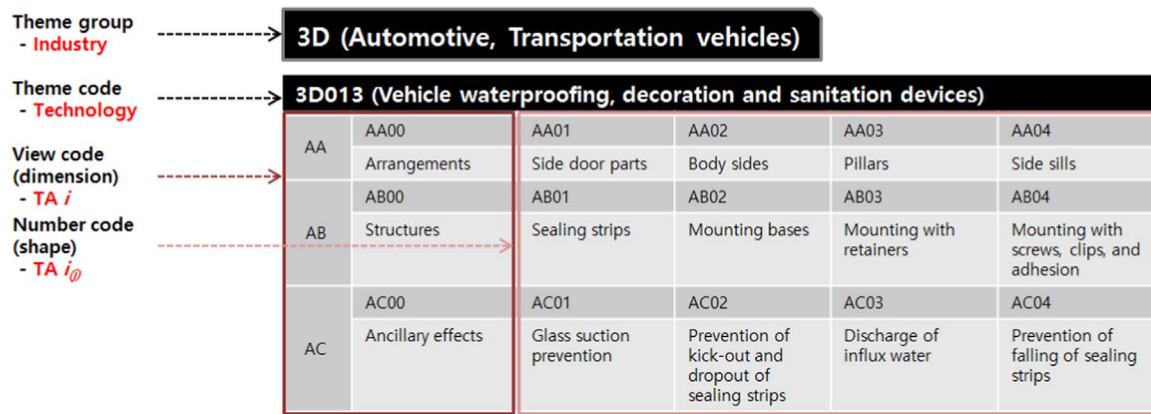 Theme group
- Industry
3D (Automotive, Transportation vehicles)
Theme code
- Technology
3D013 (Vehicle waterproofing, decoration and sanitation devices)
View code
(dimension)
- TA i
Number code
(shape)
- TA i@
AA
AA00
AA01
AA02
AA03
AA04
Arrangements
Side door parts
Body sides
Pillars
Side sills
AB
AB00
AB01
AB02
AB03
AB04
Structures
Sealing strips
Mounting bases
Mounting with
retainers
Mounting with
screws, clips, and
adhesion
AC
AC00
AC01
AC02
AC03
AC04
Ancillary effects
Glass suction
prevention
Prevention of
kick-out and
dropout of
sealing strips
Discharge of
influx water
Prevention of
falling of sealing
strips